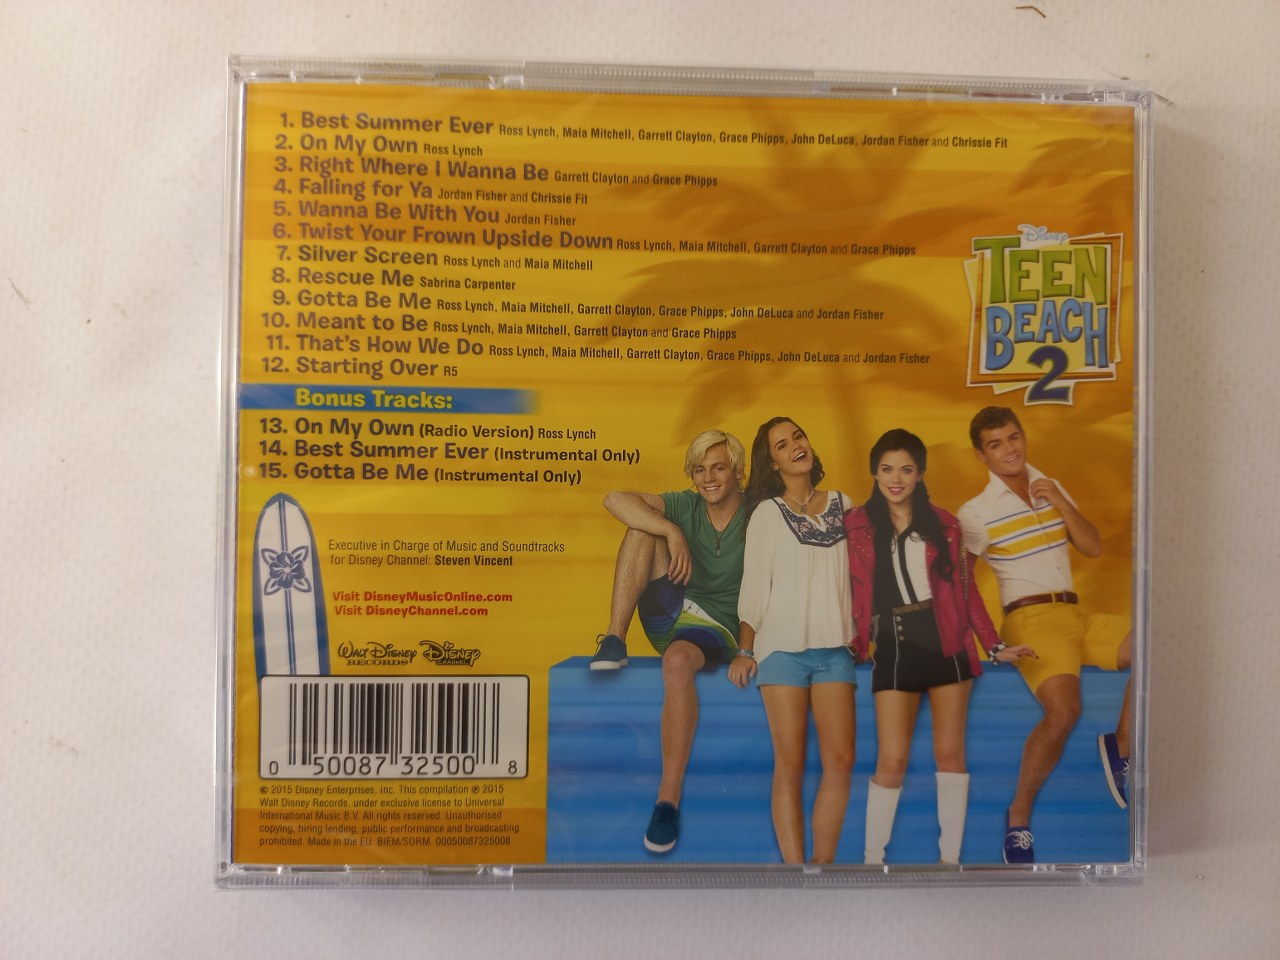 1. Best Summer Ever Ross Lynch, Maia Mitchell, Garrett Clayton, Grace Phipps, John DeLuca, Jordan Fisher and Chrissie Fit
2. On My Own Ross Lynch
3. Right Where I Wanna Be Garrett Clayton and Grace Phipps
4. Falling for Ya Jordan Fisher and Chrissie Fit
5. Wanna Be With You Jordan Fisher
6. Twist Your Frown Upside Down Ross Lynch, Maia Mitchell, Garrett Clayton and Grace Phipps
7. Silver Screen Ross Lynch and Maia Mitchell
8. Rescue Me Sabrina Carpenter
9. Gotta Be Me Ross Lynch, Maia Mitchell, Garrett Clayton, Grace Phipps, John DeLuca and Jordan Fisher
10. Meant to Be Ross Lynch, Maia Mitchell, Garrett Clayton and Grace Phipps
11. That's How We Do Ross Lynch, Maia Mitchell, Garrett Clayton, Grace Phipps, John DeLuca and Jordan Fisher
12. Starting Over R5
Bonus Tracks:
13. On My Own (Radio Version) Ross Lynch
14. Best Summer Ever (Instrumental Only)
15. Gotta Be Me (Instrumental Only)
Disney
TEEN
BEACH
2
Executive in Charge of Music and Soundtracks
for Disney Channel: Steven Vincent
Visit DisneyMusicOnline.com
Visit DisneyChannel.com
WALT DISNEY
RECORDS
Disney
CHANNEL
0 50087 32500 8
© 2015 Disney Enterprises, Inc. This compilation ℗ 2015
Walt Disney Records, under exclusive license to Universal
International Music B.V. All rights reserved. Unauthorised
copying, hiring lending, public performance and broadcasting
prohibited. Made in the EU. BIEM/SDRM. 00050087325008